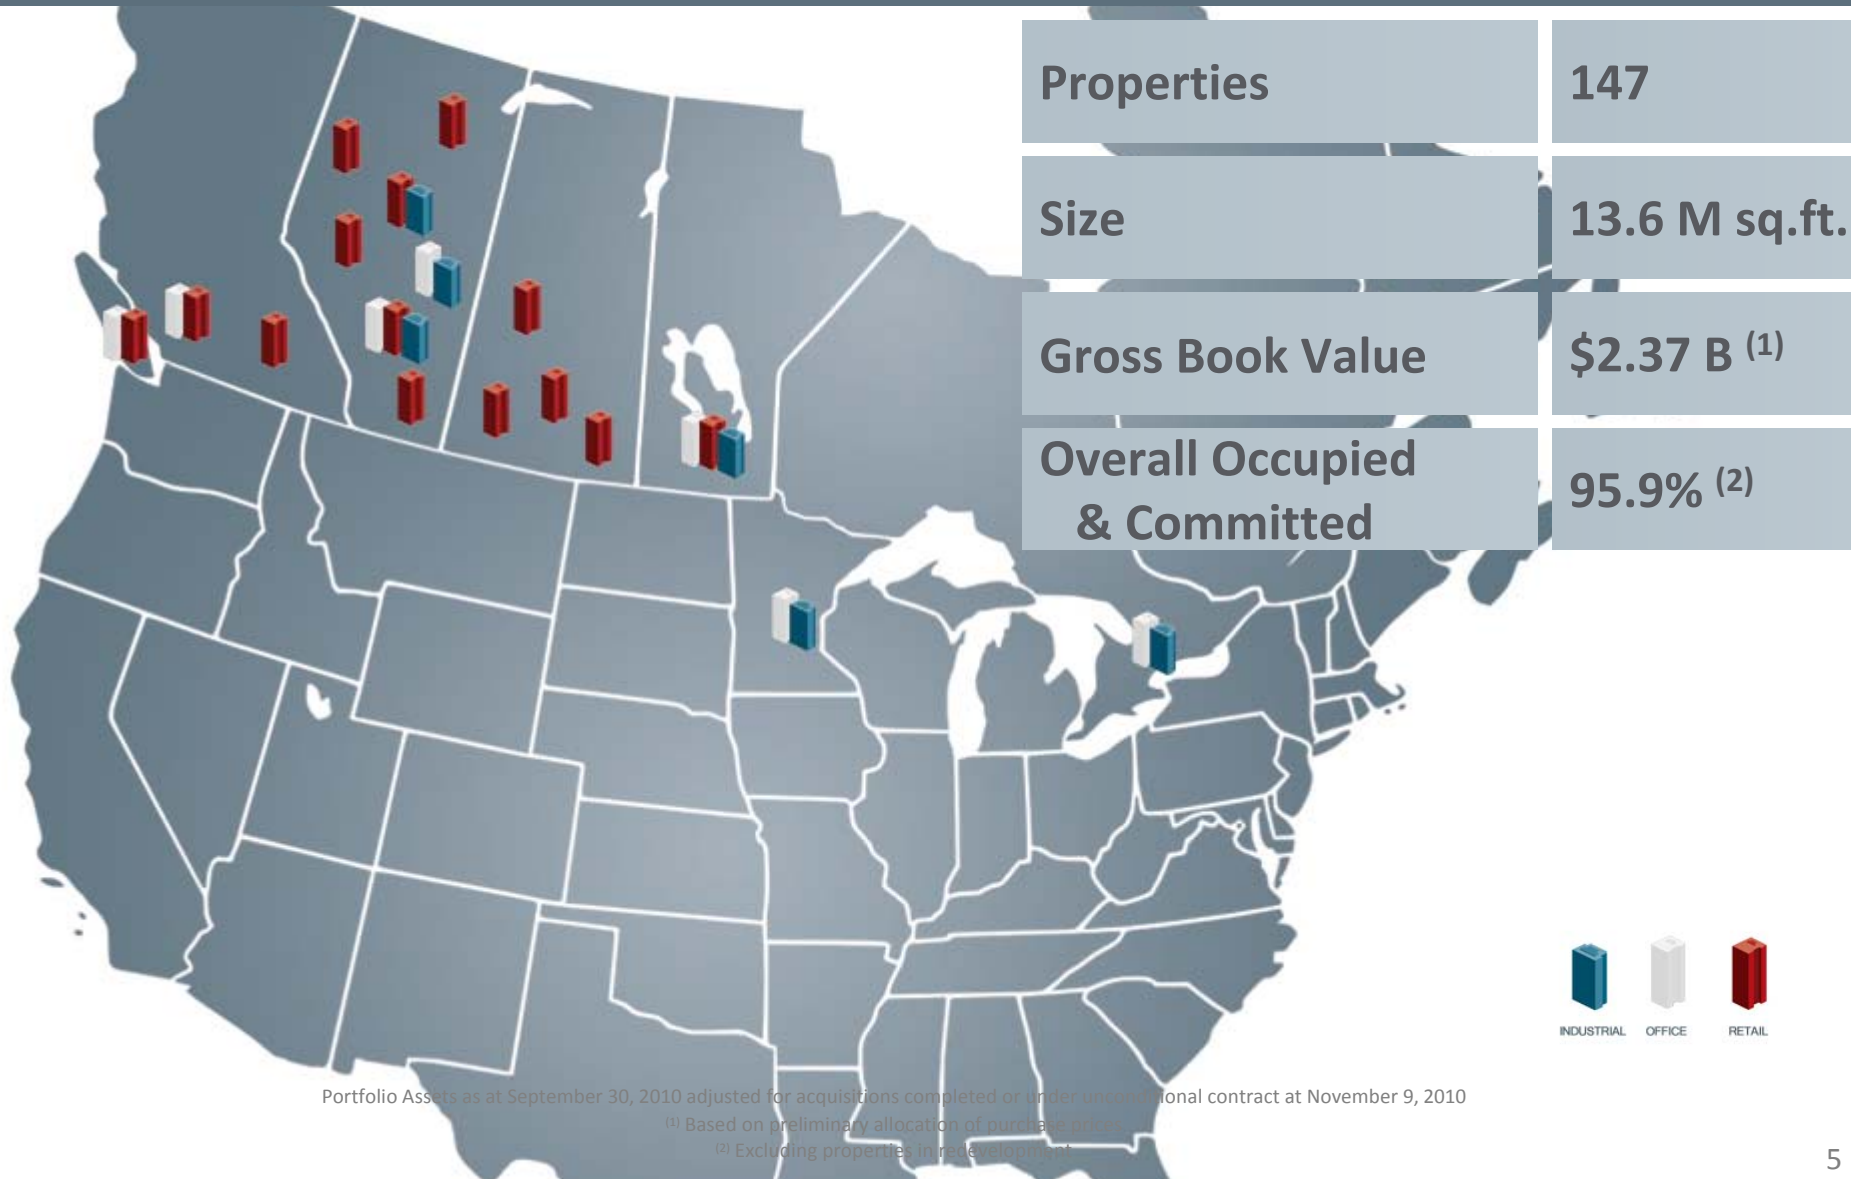 Properties 147
Size 13.6 M sq.ft.
Gross Book Value $2.37 B (1)
Overall Occupied
& Committed 95.9% (2)
INDUSTRIAL OFFICE RETAIL
Portfolio Assets as at September 30, 2010 adjusted for acquisitions completed or under unconditional contract at November 9, 2010
(1) Based on preliminary allocation of purchase price
(2) Excluding properties in redevelopment
5